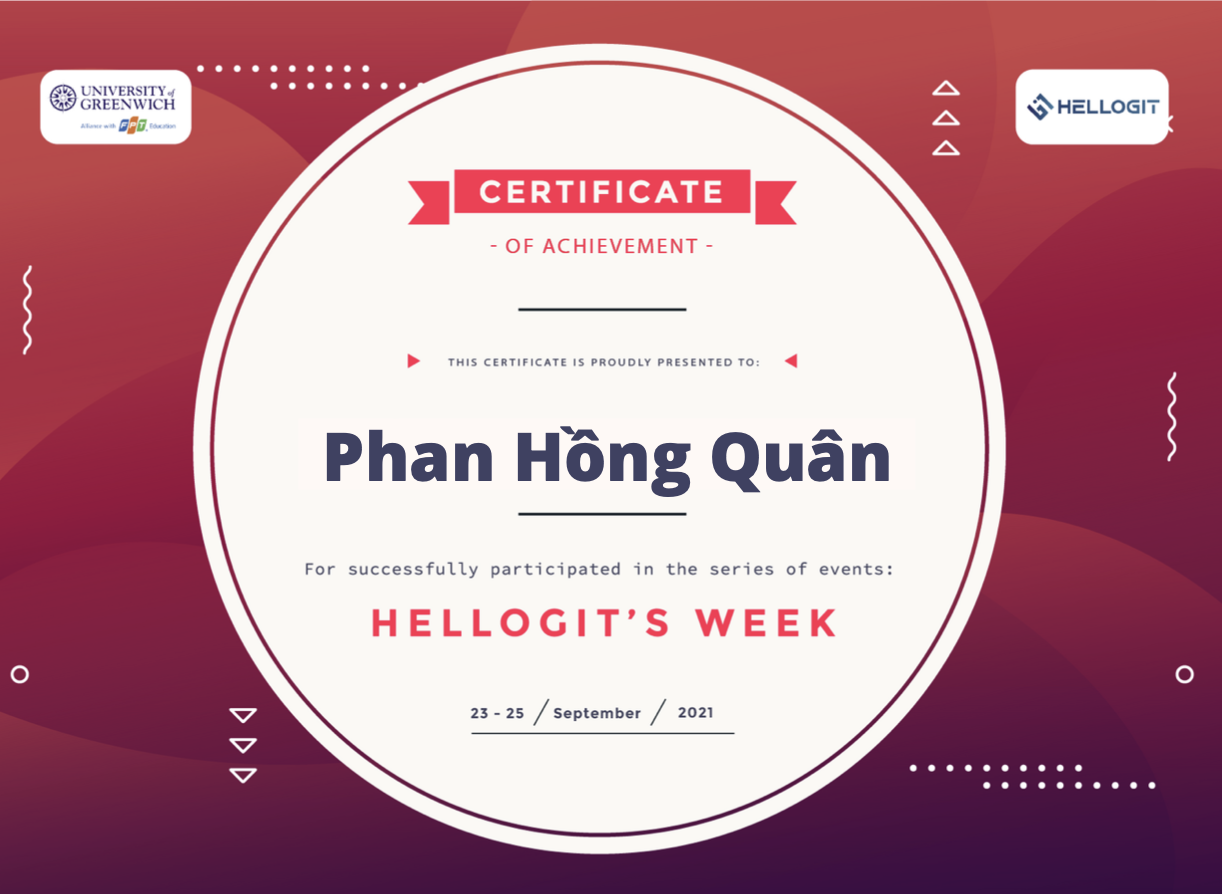 UNIVERSITY of
GREENWICH
Alliance with FPT Education
HELLOGIT
CERTIFICATE
- OF ACHIEVEMENT -
THIS CERTIFICATE IS PROUDLY PRESENTED TO:
Phan Hồng Quân
For successfully participated in the series of events:
HELLOGIT’S WEEK
23 - 25 / September / 2021